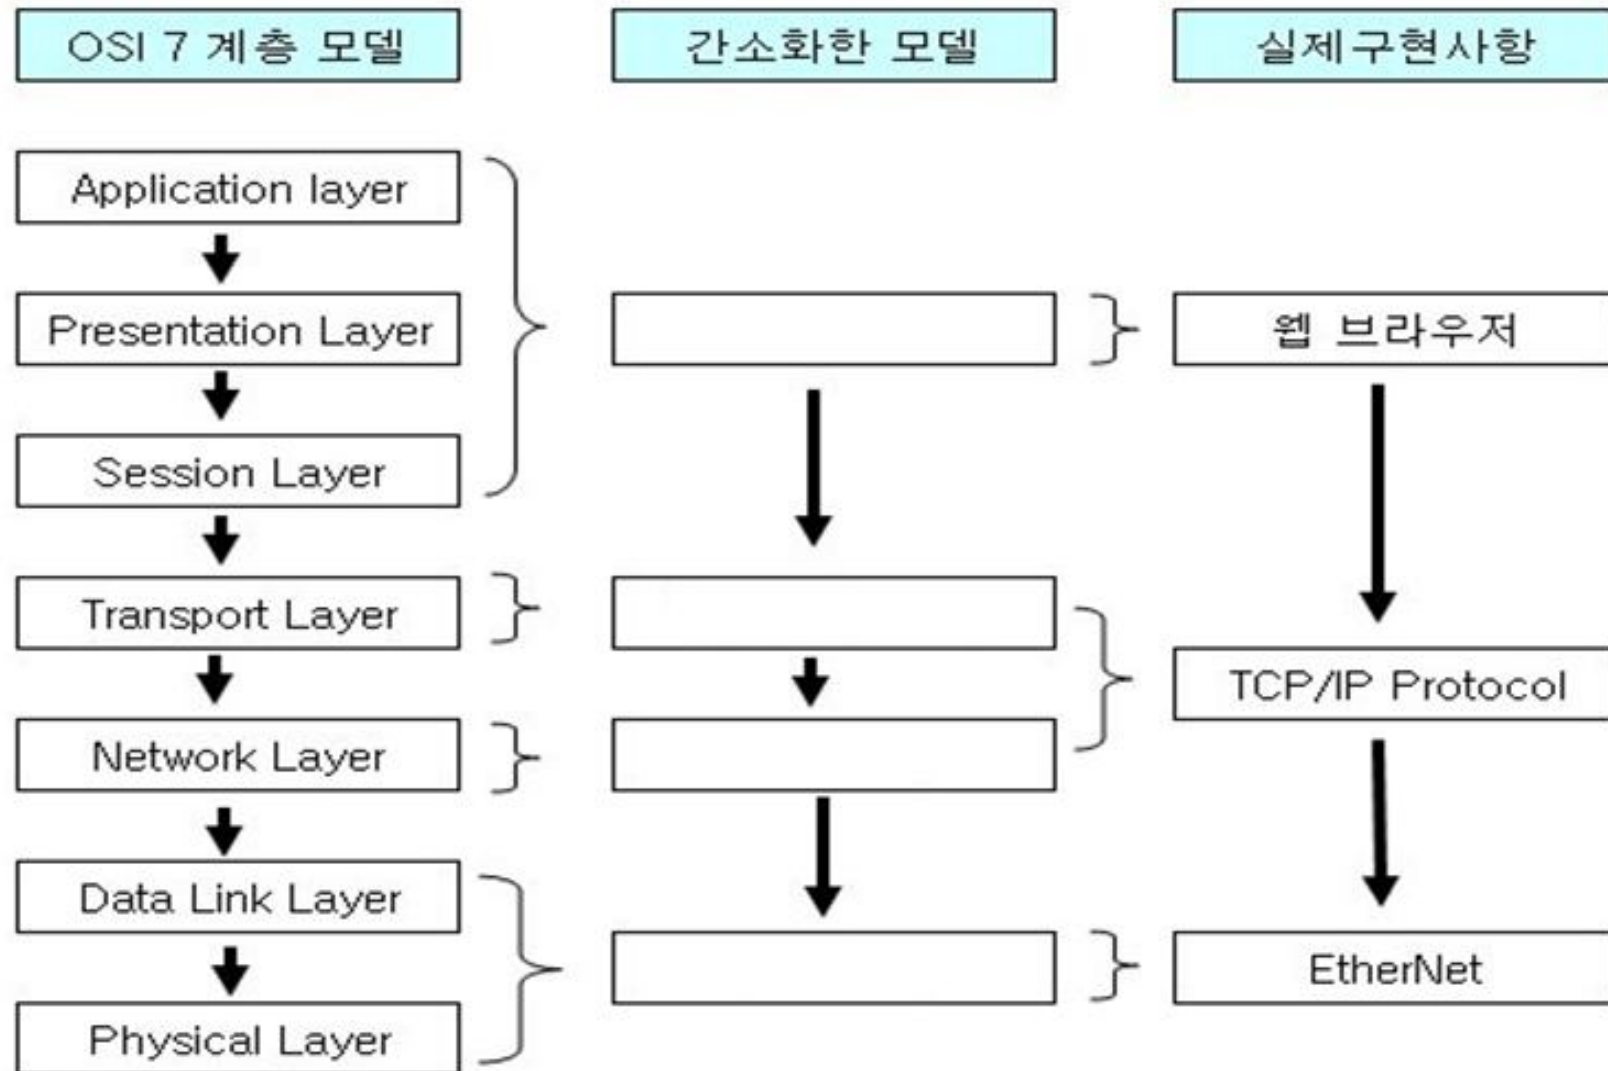 OSI 7 계층 모델
간소화한 모델
실제구현사항
Application layer
Presentation Layer
웹 브라우저
Session Layer
Transport Layer
TCP/IP Protocol
Network Layer
Data Link Layer
EtherNet
Physical Layer